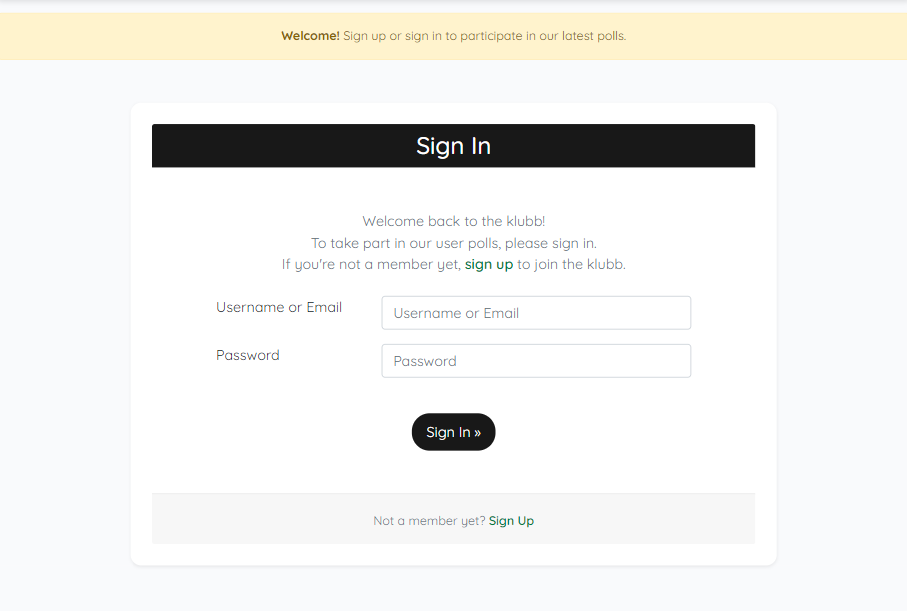 Welcome! Sign up or sign in to participate in our latest polls.
Sign In
Welcome back to the klubb!
To take part in our user polls, please sign in.
If you're not a member yet, sign up to join the klubb.
Username or Email
Username or Email
Password
Password
Sign In »
Not a member yet? Sign Up